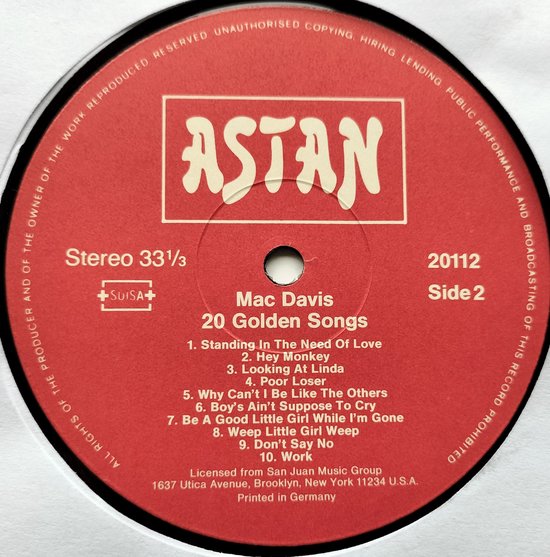 ALL RIGHTS OF THE PRODUCER AND OF THE OWNER OF THE WORK REPRODUCED RESERVED UNAUTHORISED COPYING, HIRING, LENDING, PUBLIC PERFORMANCE AND BROADCASTING OF THIS RECORD PROHIBITED
ASTAN
Stereo 33 1/3
20112
SUISA
Side 2
Mac Davis
20 Golden Songs
1. Standing In The Need Of Love
2. Hey Monkey
3. Looking At Linda
4. Poor Loser
5. Why Can't I Be Like The Others
6. Boy's Ain't Suppose To Cry
7. Be A Good Little Girl While I'm Gone
8. Weep Little Girl Weep
9. Don't Say No
10. Work
Licensed from San Juan Music Group
1637 Utica Avenue, Brooklyn, New York 11234 U.S.A.
Printed in Germany